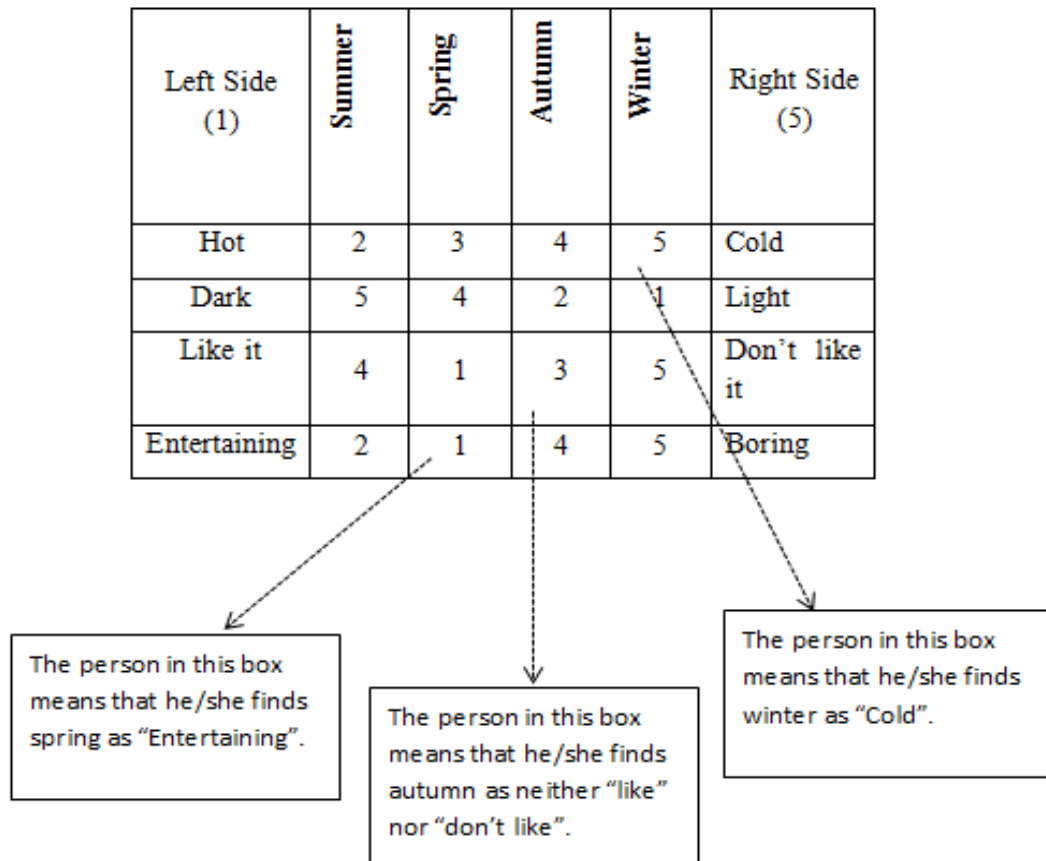 Left Side
(1)
Summer
Spring
Autumn
Winter
Right Side
(5)
Hot 2 3 4 5 Cold
Dark 5 4 2 1 Light
Like it 4 1 3 5 Don’t like
it
Entertaining 2 1 4 5 Boring
The person in this box
means that he/she finds
spring as “Entertaining”.
The person in this box
means that he/she finds
autumn as neither “like”
nor “don’t like”.
The person in this box
means that he/she finds
winter as “Cold”.